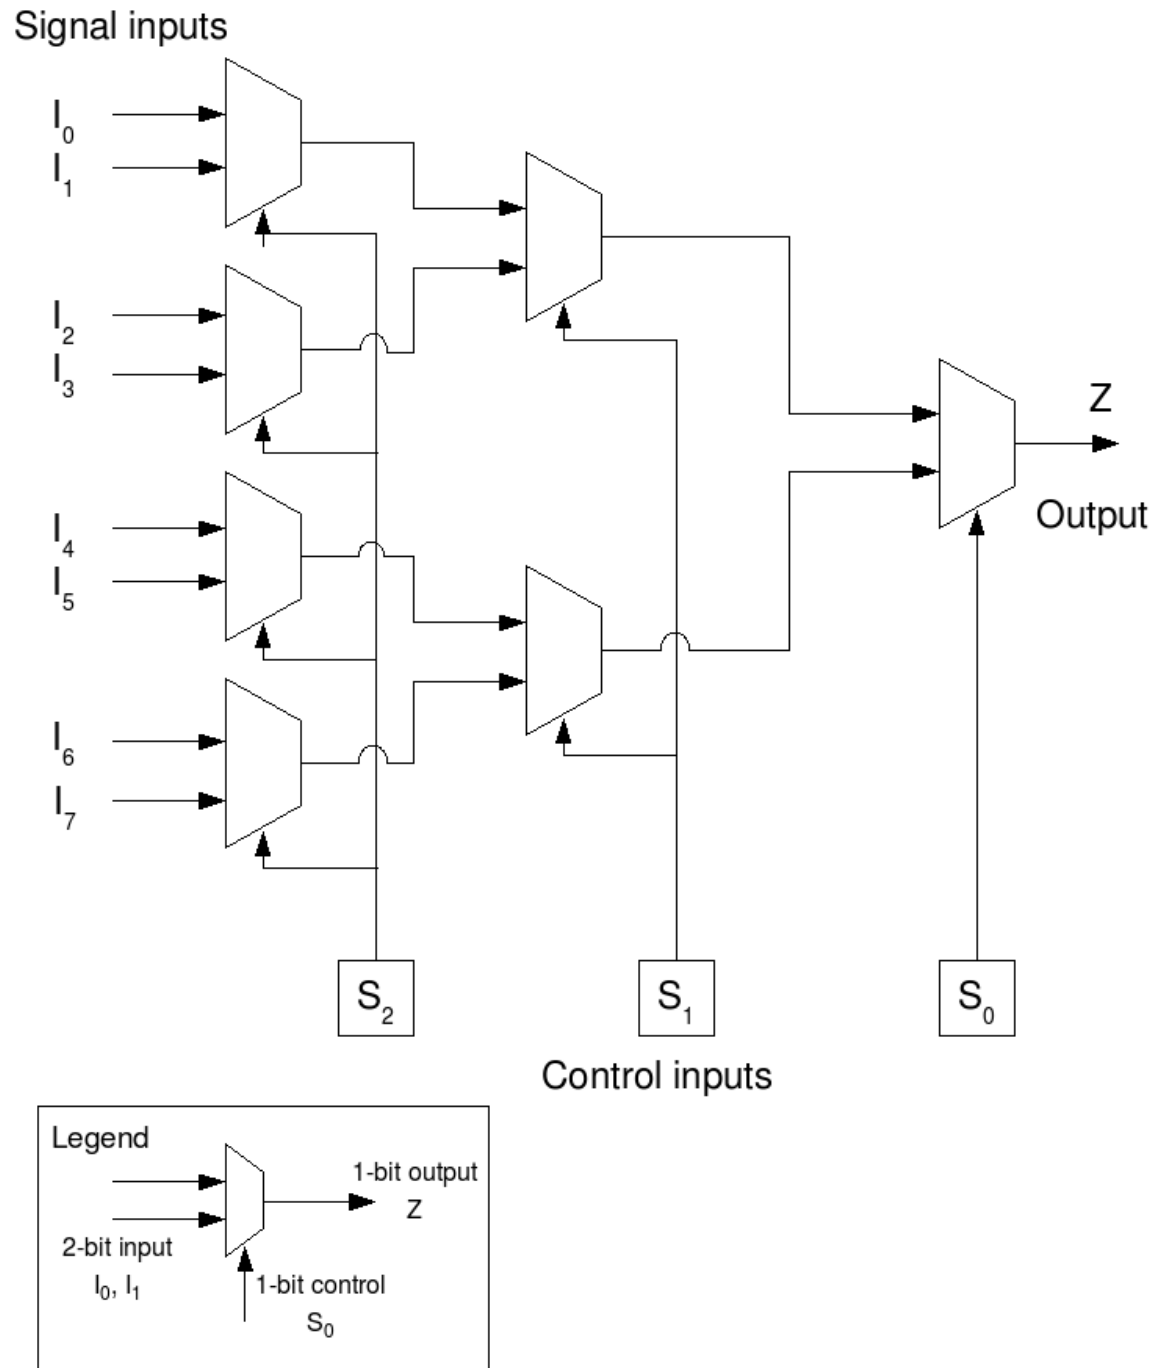 Signal inputs
I0
I1
I2
I3
I4
I5
I6
I7
Z
Output
S2
S1
S0
Control inputs
Legend
1-bit output
Z
2-bit input
I0, I1
1-bit control
S0